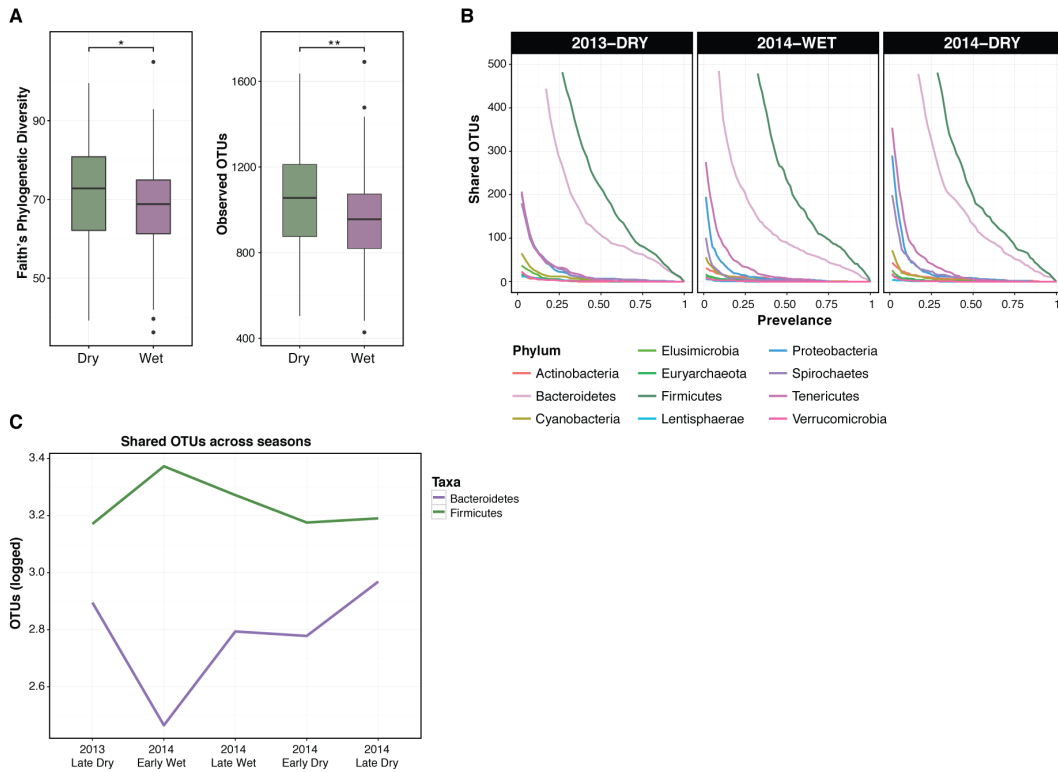 A
*
**
Faith's Phylogenetic Diversity
90
70
50
Dry
Wet
Observed OTUs
1600
1200
800
400
Dry
Wet
B
2013–DRY
2014–WET
2014–DRY
Shared OTUs
500
400
300
200
100
0
0 0.25 0.50 0.75 1
0 0.25 0.50 0.75 1
0 0.25 0.50 0.75 1
Prevelance
Phylum
Actinobacteria
Bacteroidetes
Cyanobacteria
Elusimicrobia
Euryarchaeota
Firmicutes
Lentisphaerae
Proteobacteria
Spirochaetes
Tenericutes
Verrucomicrobia
C
Shared OTUs across seasons
OTUs (logged)
3.4
3.2
3.0
2.8
2.6
2013
Late Dry
2014
Early Wet
2014
Late Wet
2014
Early Dry
2014
Late Dry
Taxa
Bacteroidetes
Firmicutes